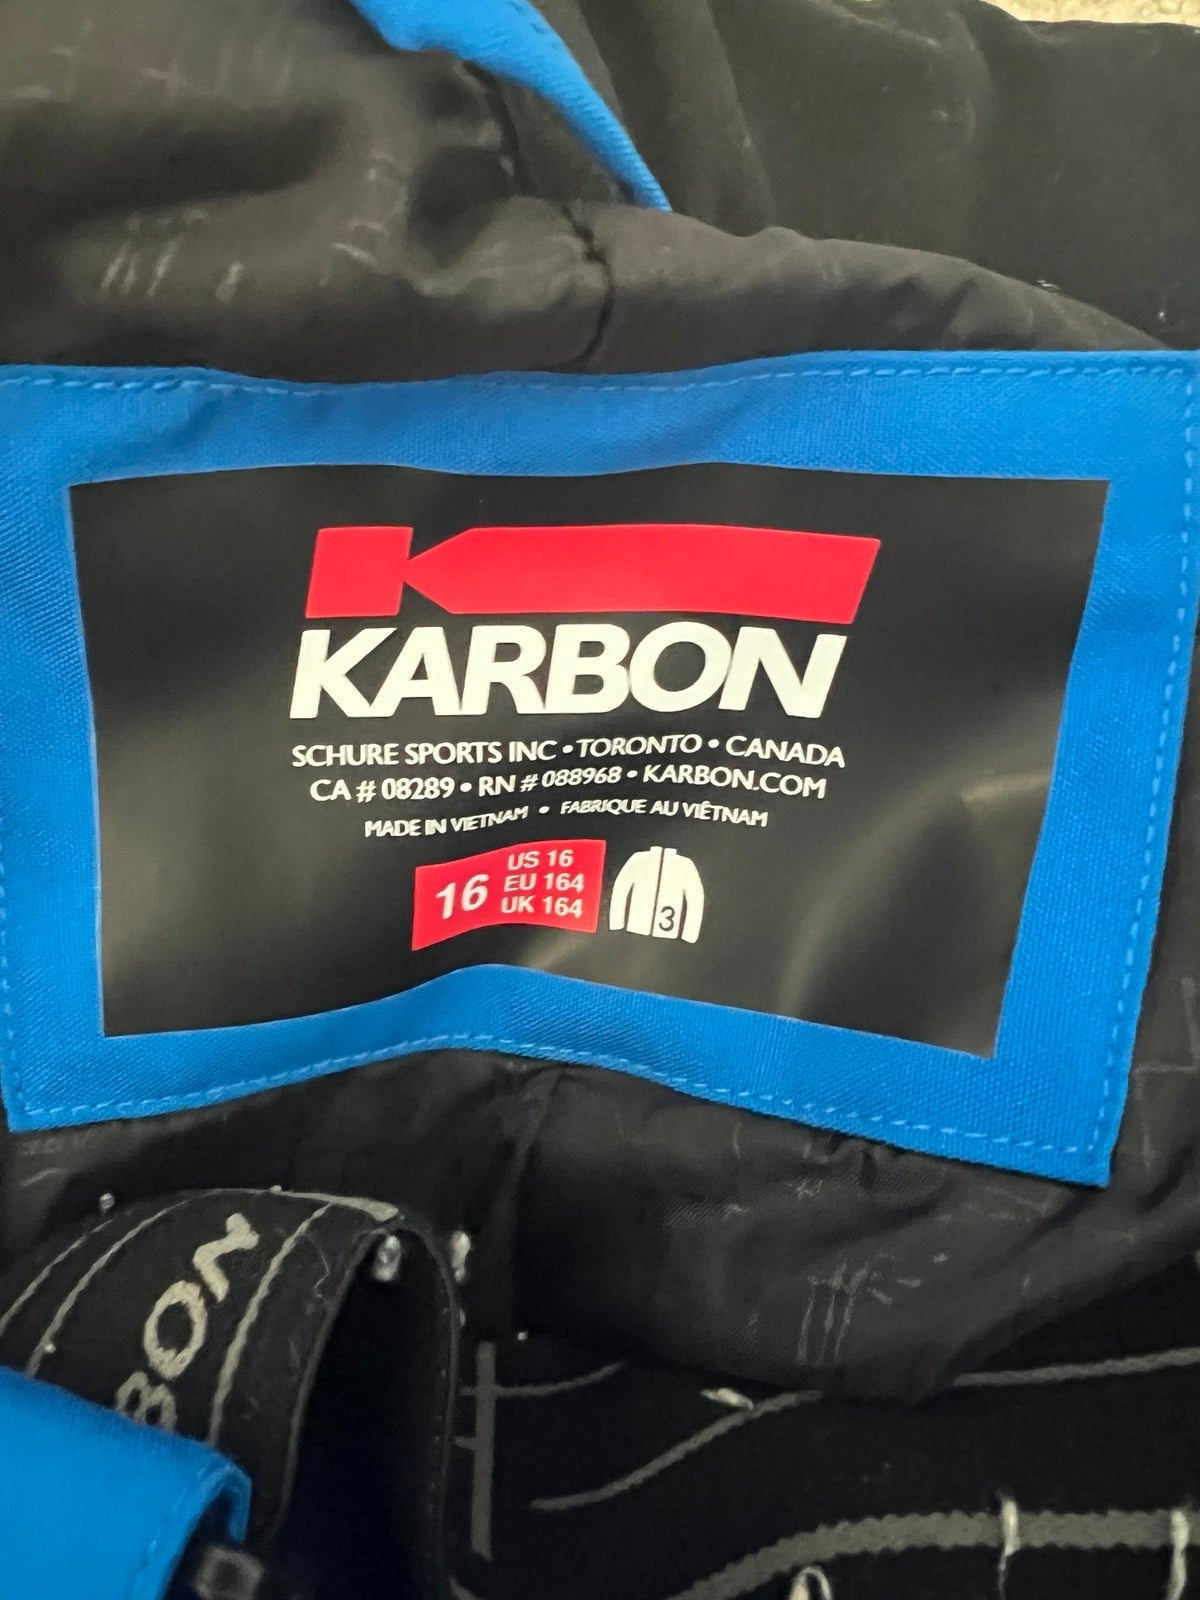 KARBON
SCHURE SPORTS INC • TORONTO • CANADA
CA # 08289 • RN # 088968 • KARBON.COM
MADE IN VIETNAM • FABRIQUE AU VIÊTNAM
16
US 16
EU 164
UK 164
3
BON